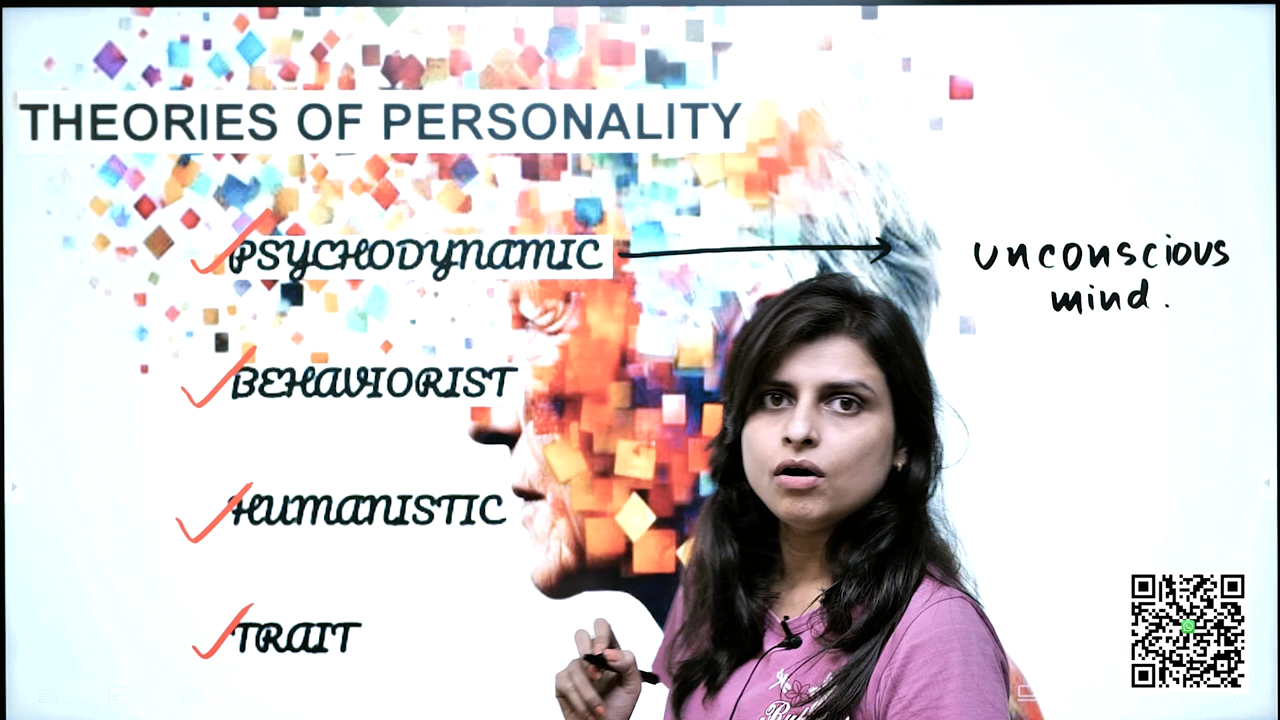 THEORIES OF PERSONALITY
PSYCHODYNAMIC
unconscious
mind.
BEHAVIORIST
HUMANISTIC
TRAIT